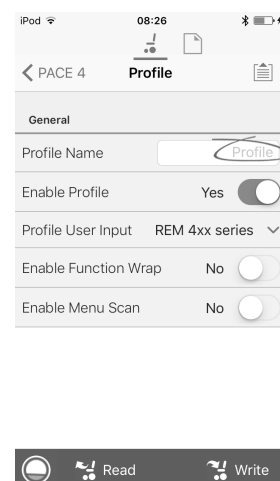 iPod 08:26
PACE 4 Profile
General
Profile Name Profile
Enable Profile Yes
Profile User Input REM 4xx series
Enable Function Wrap No
Enable Menu Scan No
Read Write